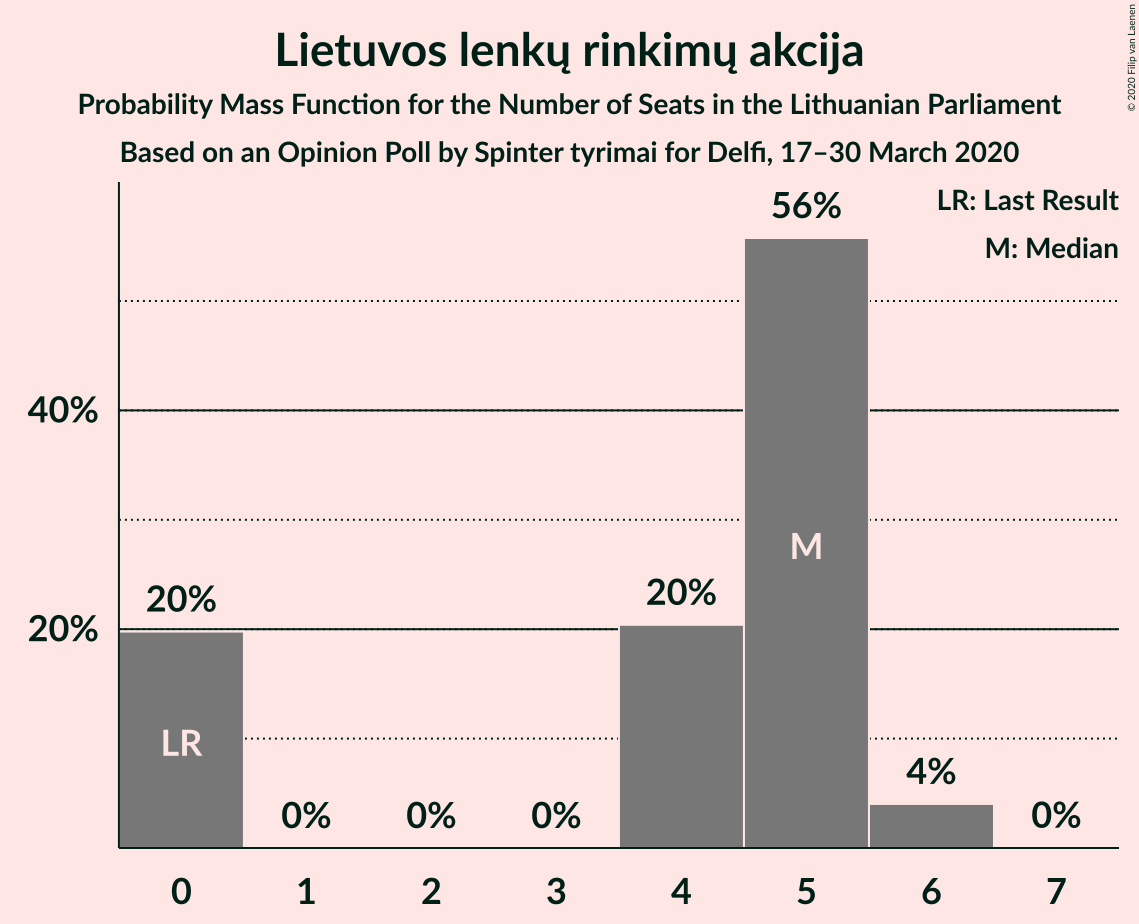 Lietuvos lenkų rinkimų akcija
Probability Mass Function for the Number of Seats in the Lithuanian Parliament
Based on an Opinion Poll by Spinter tyrimai for Delfi, 17–30 March 2020
© 2020 Filip van Laenen
LR: Last Result
M: Median
56%
40%
M
20%
20%
20%
LR
4%
0%
0%
0%
0%
0 1 2 3 4 5 6 7